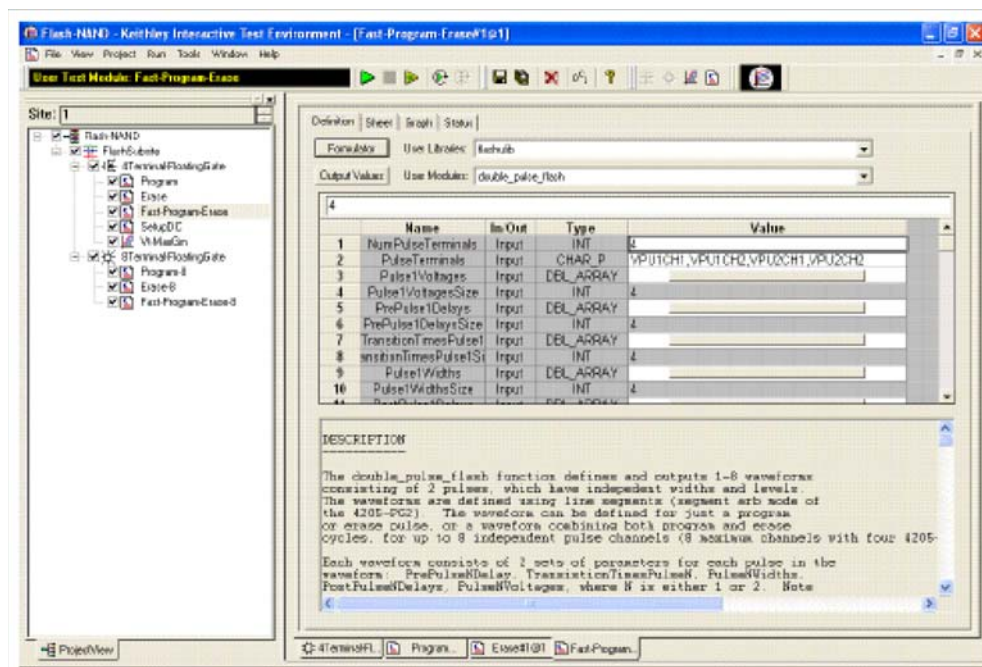 Flash-NAND - Keithley Interactive Test Environment - [Fast-Program-Erase#1@1]
File View Project Run Tools Window Help
User Test Module: Fast-Program-Erase
Site: 1
Flash-NAND
FlashSubsite
4TerminalFloatingGate
Program
Erase
Fast-Program-Erase
SetupDC
Vt-MaxGm
8TerminalFloatingGate
Program-8
Erase-8
Fast-Program-Erase-8
ProjectView
Definition Sheet Graph Status
Formulator User Libraries: flashulib
Output Values User Modules: double_pulse_flash
4
Name In/Out Type Value
1 NumPulseTerminals Input INT 4
2 PulseTerminals Input CHAR_P VPU1CH1,VPU1CH2,VPU2CH1,VPU2CH2
3 Pulse1Voltages Input DBL_ARRAY
4 Pulse1VoltagesSize Input INT 4
5 PrePulse1Delays Input DBL_ARRAY
6 PrePulse1DelaysSize Input INT 4
7 TransitionTimesPulse1 Input DBL_ARRAY
8 ansitionTimesPulse1Si Input INT 4
9 Pulse1Widths Input DBL_ARRAY
10 Pulse1WidthsSize Input INT 4
DESCRIPTION
-----------
The double_pulse_flash function defines and outputs 1-8 waveforms
consisting of 2 pulses, which have indepedent widths and levels.
The waveforms are defined using line segments (segment arb mode of
the 4205-PG2). The waveform can be defined for just a program
or erase pulse, or a waveform combining both program and erase
cycles, for up to 8 independent pulse channels (8 maximum channels with four 4205-
Each waveform consists of 2 sets of parameters for each pulse in the
waveform: PrePulseNDelay, TransistionTimesPulseN, PulseNWidths,
PostPulseNDelays, PulseNVoltages, where N is either 1 or 2. Note
4TerminalFl... Program... Erase#1@1 Fast-Program...